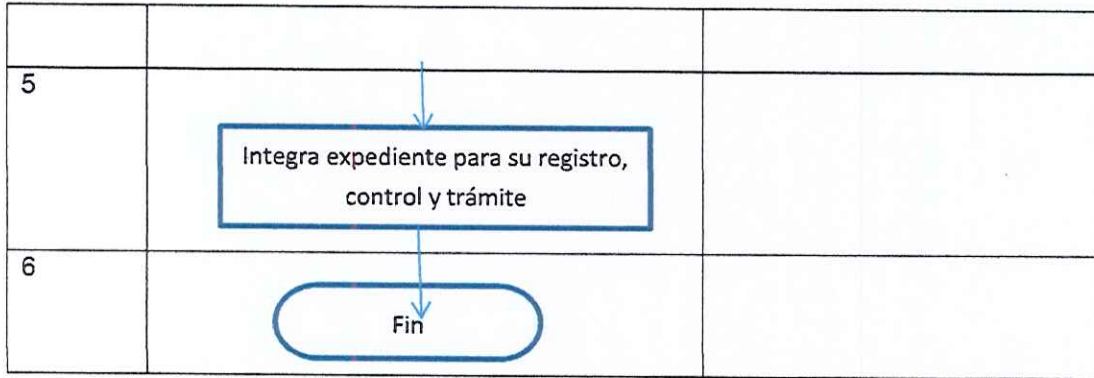 5
Integra expediente para su registro,
control y trámite
6
Fin